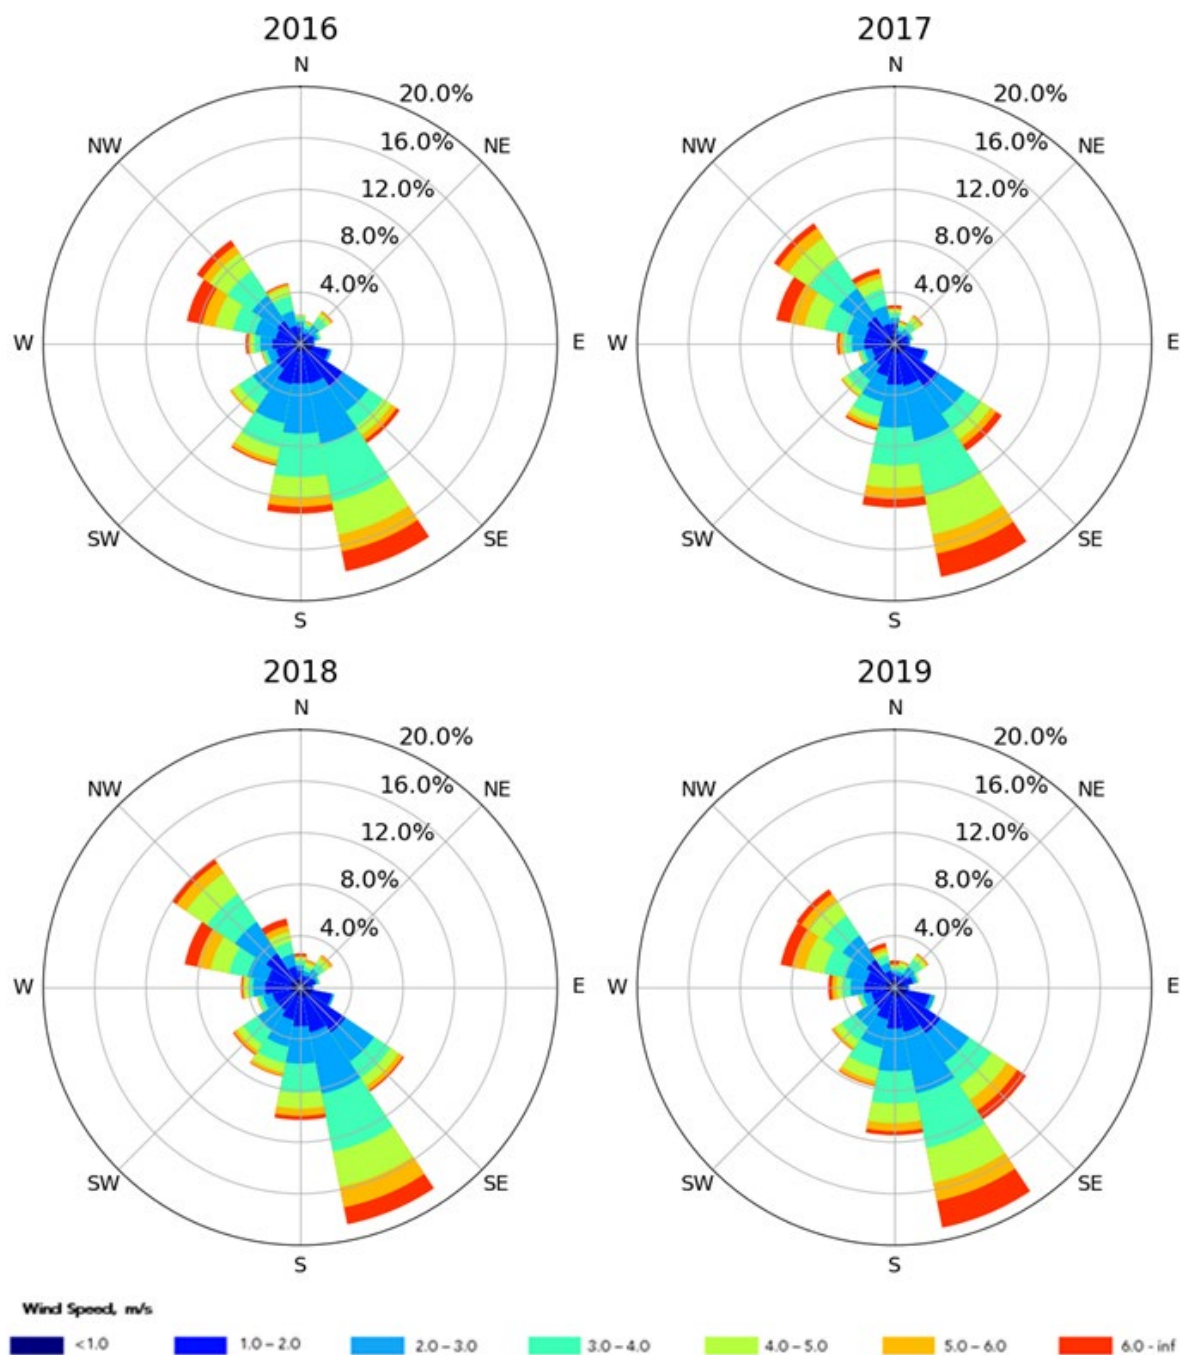 2016
2017
N
N
20.0%
20.0%
16.0%
16.0%
NW
NE
NW
NE
12.0%
12.0%
8.0%
8.0%
4.0%
4.0%
W
E
W
E
SW
SE
SW
SE
S
S
2018
2019
N
N
20.0%
20.0%
16.0%
16.0%
NW
NE
NW
NE
12.0%
12.0%
8.0%
8.0%
4.0%
4.0%
W
E
W
E
SW
SE
SW
SE
S
S
Wind Speed, m/s
<1.0 1.0 – 2.0 2.0 – 3.0 3.0 – 4.0 4.0 – 5.0 5.0 – 6.0 6.0 - inf